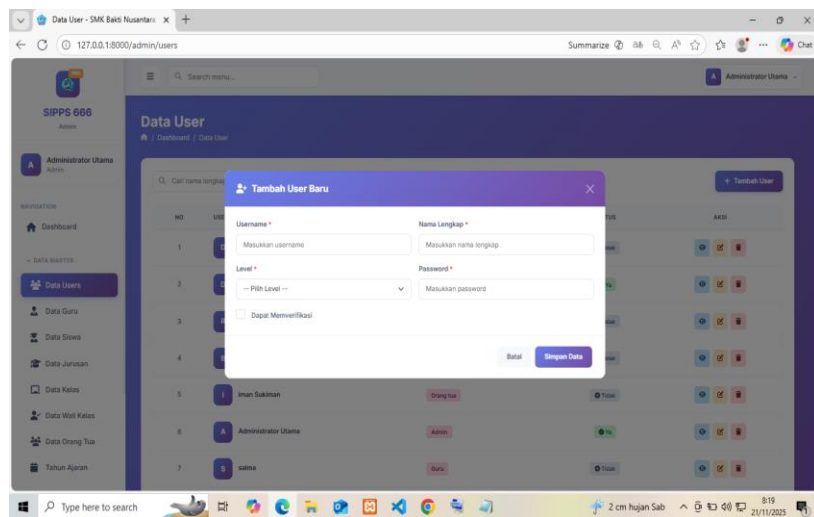 Data User - SMK Bakti Nusantara
127.0.0.1:8000/admin/users
Summarize
Chat
SIPPS 666
Admin
Search menu...
A Administrator Utama
Data User
/ Dashboard / Data User
A Administrator Utama
Admin
NAVIGATION
Dashboard
DATA MASTER
Data Users
Data Guru
Data Siswa
Data Jurusan
Data Kelas
Data Wali Kelas
Data Orang Tua
Tahun Ajaran
Cari nama lengkap
+ Tambah User
NO
AKSI
Tambah User Baru
Username *
Nama Lengkap *
Masukkan username
Masukkan nama lengkap
Level *
Password *
-- Pilih Level --
Masukkan password
Dapat Memverifikasi
Batal
Simpan Data
1
2
3
4
5 I Iman Sukiman Orang tua Tidak
6 A Administrator Utama Admin Ya
7 S salma Guru Tidak
Type here to search
2 cm hujan Sab
8:19
21/11/2025